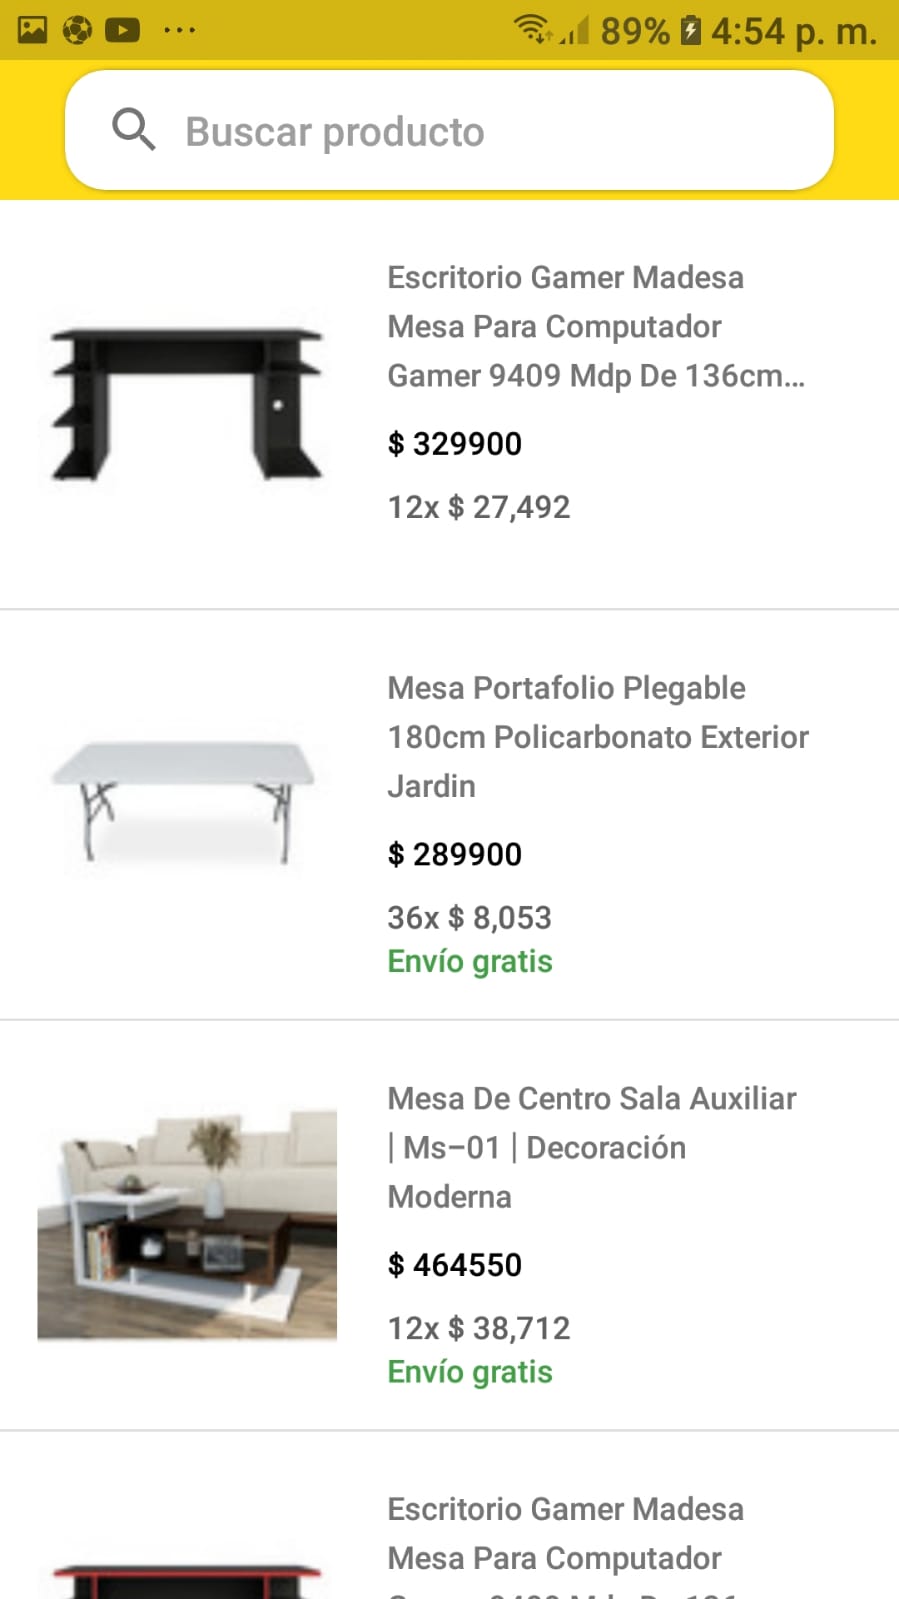 89% 4:54 p. m.
Buscar producto
Escritorio Gamer Madesa
Mesa Para Computador
Gamer 9409 Mdp De 136cm...
$ 329900
12x $ 27,492
Mesa Portafolio Plegable
180cm Policarbonato Exterior
Jardin
$ 289900
36x $ 8,053
Envío gratis
Mesa De Centro Sala Auxiliar
| Ms-01 | Decoración
Moderna
$ 464550
12x $ 38,712
Envío gratis
Escritorio Gamer Madesa
Mesa Para Computador